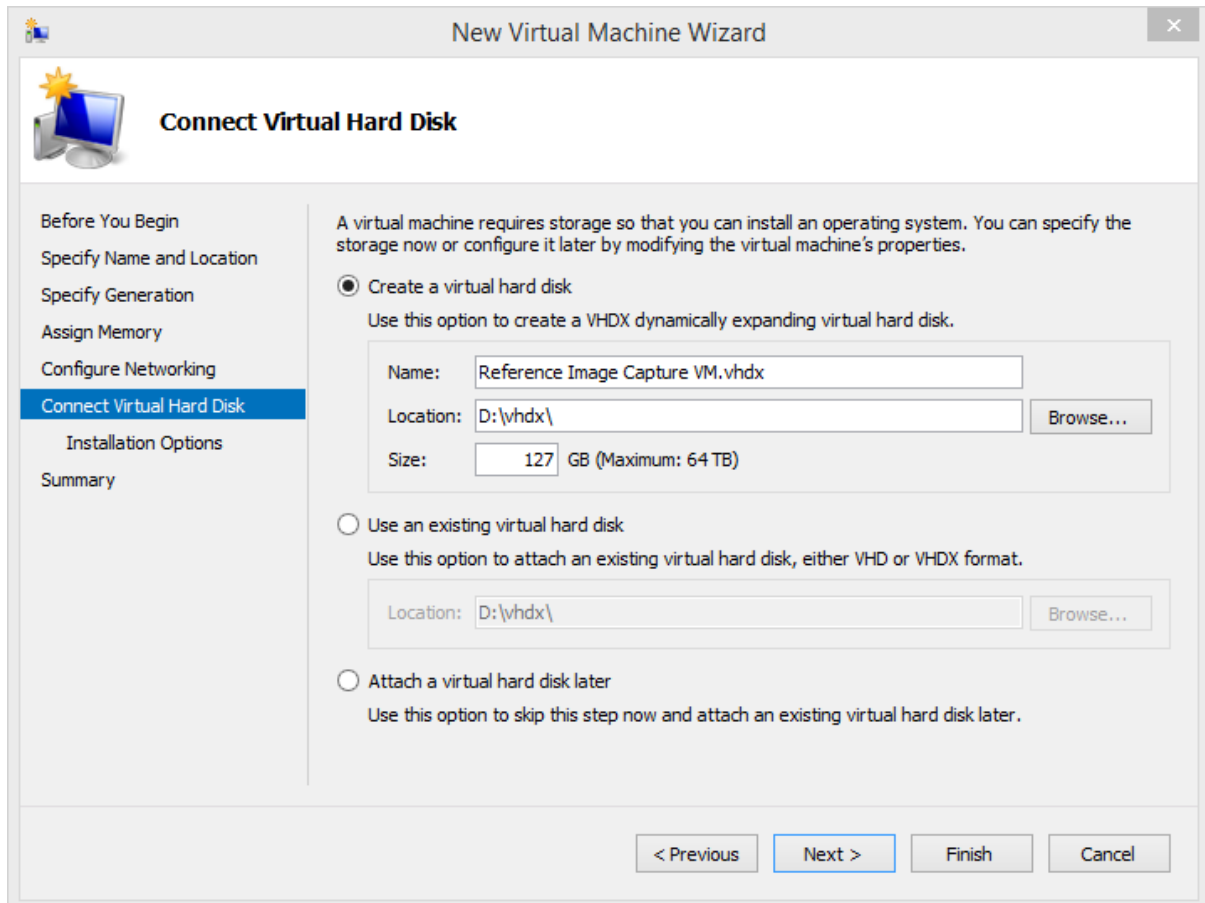 New Virtual Machine Wizard
Connect Virtual Hard Disk
Before You Begin
Specify Name and Location
Specify Generation
Assign Memory
Configure Networking
Connect Virtual Hard Disk
Installation Options
Summary
A virtual machine requires storage so that you can install an operating system. You can specify the
storage now or configure it later by modifying the virtual machine's properties.
Create a virtual hard disk
Use this option to create a VHDX dynamically expanding virtual hard disk.
Name: Reference Image Capture VM.vhdx
Location: D:\vhdx\ Browse...
Size: 127 GB (Maximum: 64 TB)
Use an existing virtual hard disk
Use this option to attach an existing virtual hard disk, either VHD or VHDX format.
Location: D:\vhdx\ Browse...
Attach a virtual hard disk later
Use this option to skip this step now and attach an existing virtual hard disk later.
< Previous Next > Finish Cancel